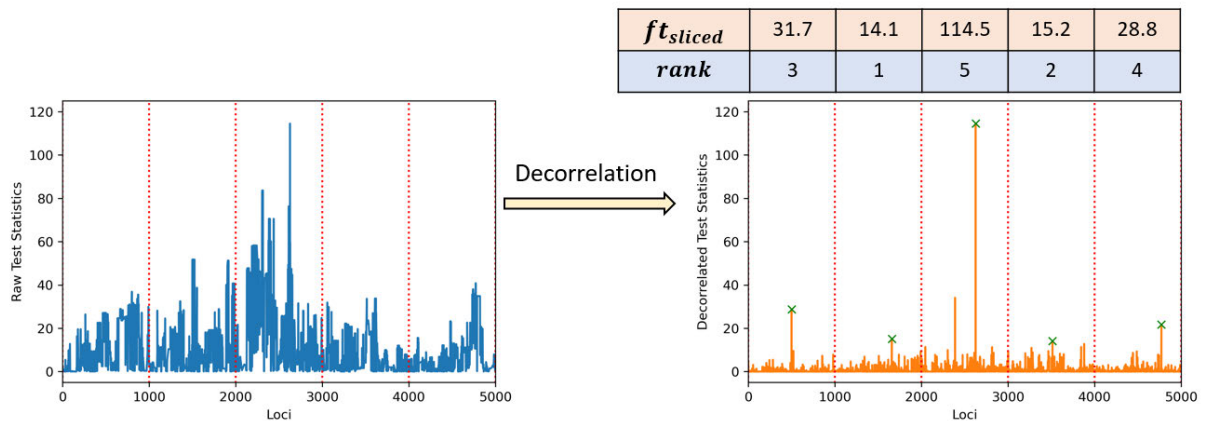 ft_sliced 31.7 14.1 114.5 15.2 28.8
rank 3 1 5 2 4
120
100
80
60
40
20
0
Raw Test Statistics
0 1000 2000 3000 4000 5000
Loci
Decorrelation
120
100
80
60
40
20
0
Decorrelated Test Statistics
0 1000 2000 3000 4000 5000
Loci